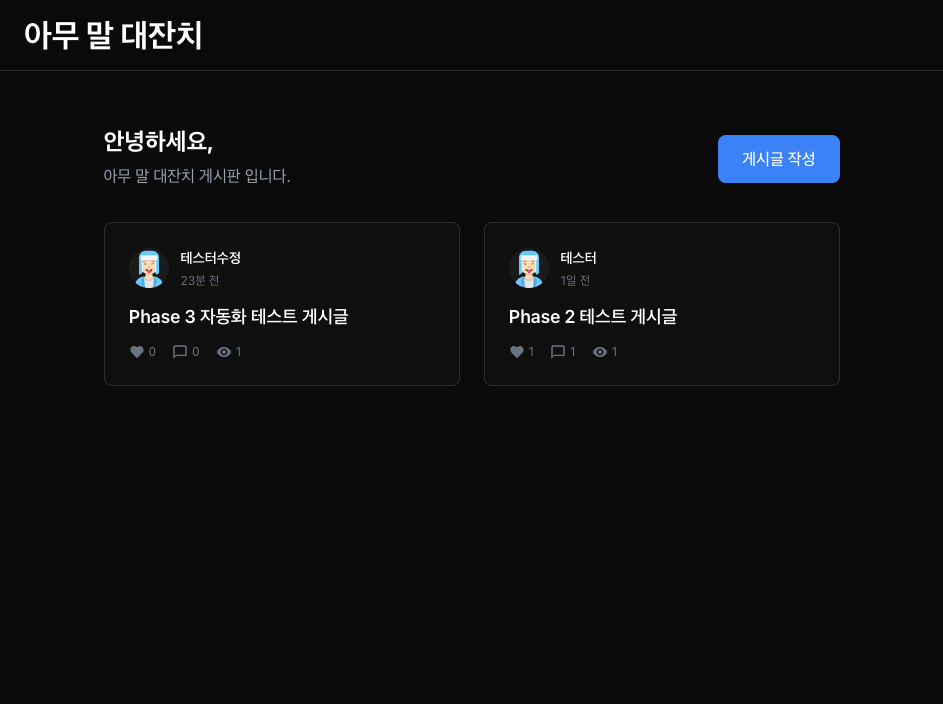 아무 말 대잔치
안녕하세요,
아무 말 대잔치 게시판 입니다.
게시글 작성
테스터수정
23분 전
Phase 3 자동화 테스트 게시글
0 0 1
테스터
1일 전
Phase 2 테스트 게시글
1 1 1